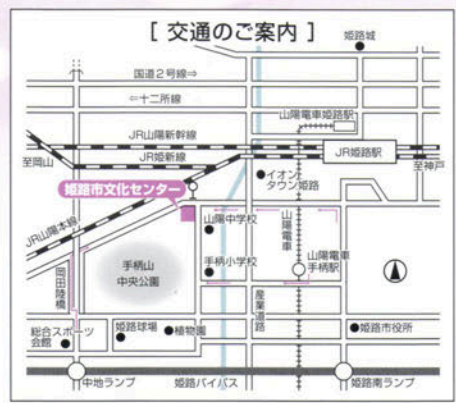 [ 交通のご案内 ]
姫路城
国道2号線⇒
⇐十二所線
山陽電車姫路駅
JR山陽新幹線
JR姫路駅
至岡山
JR姫新線
至神戸
イオン
タウン姫路
姫路市文化センター
山陽中学校
山陽電車
JR山陽本線
手柄山
中央公園
手柄小学校
山陽電車
手柄駅
岡田陸橋
産業道路
総合スポーツ
会館
姫路球場
植物園
姫路市役所
中地ランプ
姫路バイパス
姫路南ランプ